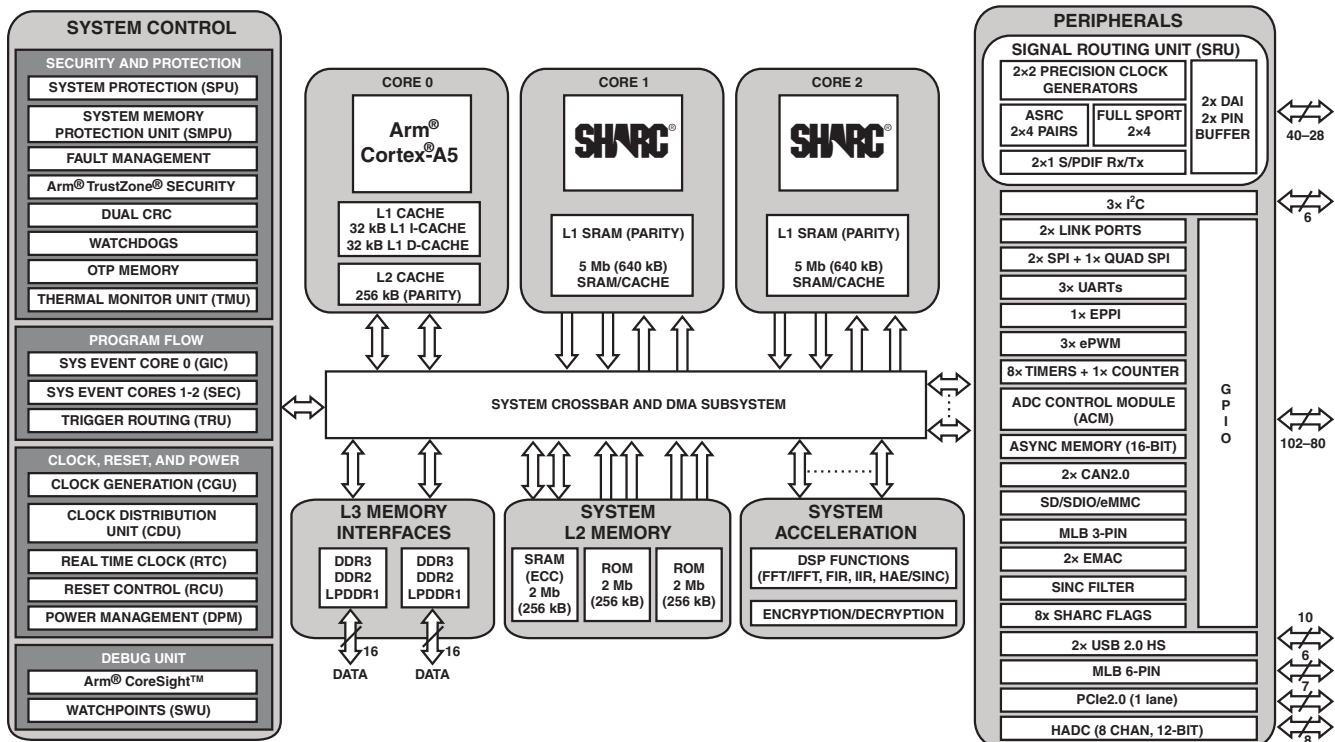 SYSTEM CONTROL
SECURITY AND PROTECTION
SYSTEM PROTECTION (SPU)
SYSTEM MEMORY
PROTECTION UNIT (SMPU)
FAULT MANAGEMENT
Arm® TrustZone® SECURITY
DUAL CRC
WATCHDOGS
OTP MEMORY
THERMAL MONITOR UNIT (TMU)
PROGRAM FLOW
SYS EVENT CORE 0 (GIC)
SYS EVENT CORES 1-2 (SEC)
TRIGGER ROUTING (TRU)
CLOCK, RESET, AND POWER
CLOCK GENERATION (CGU)
CLOCK DISTRIBUTION
UNIT (CDU)
REAL TIME CLOCK (RTC)
RESET CONTROL (RCU)
POWER MANAGEMENT (DPM)
DEBUG UNIT
Arm® CoreSight™
WATCHPOINTS (SWU)
CORE 0
Arm®
Cortex®-A5
L1 CACHE
32 kB L1 I-CACHE
32 kB L1 D-CACHE
L2 CACHE
256 kB (PARITY)
CORE 1
SHARC®
L1 SRAM (PARITY)
5 Mb (640 kB)
SRAM/CACHE
CORE 2
SHARC®
L1 SRAM (PARITY)
5 Mb (640 kB)
SRAM/CACHE
SYSTEM CROSSBAR AND DMA SUBSYSTEM
L3 MEMORY
INTERFACES
DDR3
DDR2
LPDDR1
DDR3
DDR2
LPDDR1
16
DATA
16
DATA
SYSTEM
L2 MEMORY
SRAM
(ECC)
2 Mb
(256 kB)
ROM
2 Mb
(256 kB)
ROM
2 Mb
(256 kB)
SYSTEM
ACCELERATION
DSP FUNCTIONS
(FFT/IFFT, FIR, IIR, HAE/SINC)
ENCRYPTION/DECRYPTION
PERIPHERALS
SIGNAL ROUTING UNIT (SRU)
2×2 PRECISION CLOCK
GENERATORS
ASRC
2×4 PAIRS
FULL SPORT
2×4
2×1 S/PDIF Rx/Tx
2x DAI
2x PIN
BUFFER
40–28
3× I²C
6
2× LINK PORTS
2× SPI + 1× QUAD SPI
3× UARTs
1× EPPI
3× ePWM
8× TIMERS + 1× COUNTER
ADC CONTROL MODULE
(ACM)
ASYNC MEMORY (16-BIT)
2× CAN2.0
SD/SDIO/eMMC
MLB 3-PIN
2× EMAC
SINC FILTER
8x SHARC FLAGS
G
P
I
O
102–80
2× USB 2.0 HS
10
MLB 6-PIN
6
PCIe2.0 (1 lane)
7
HADC (8 CHAN, 12-BIT)
8